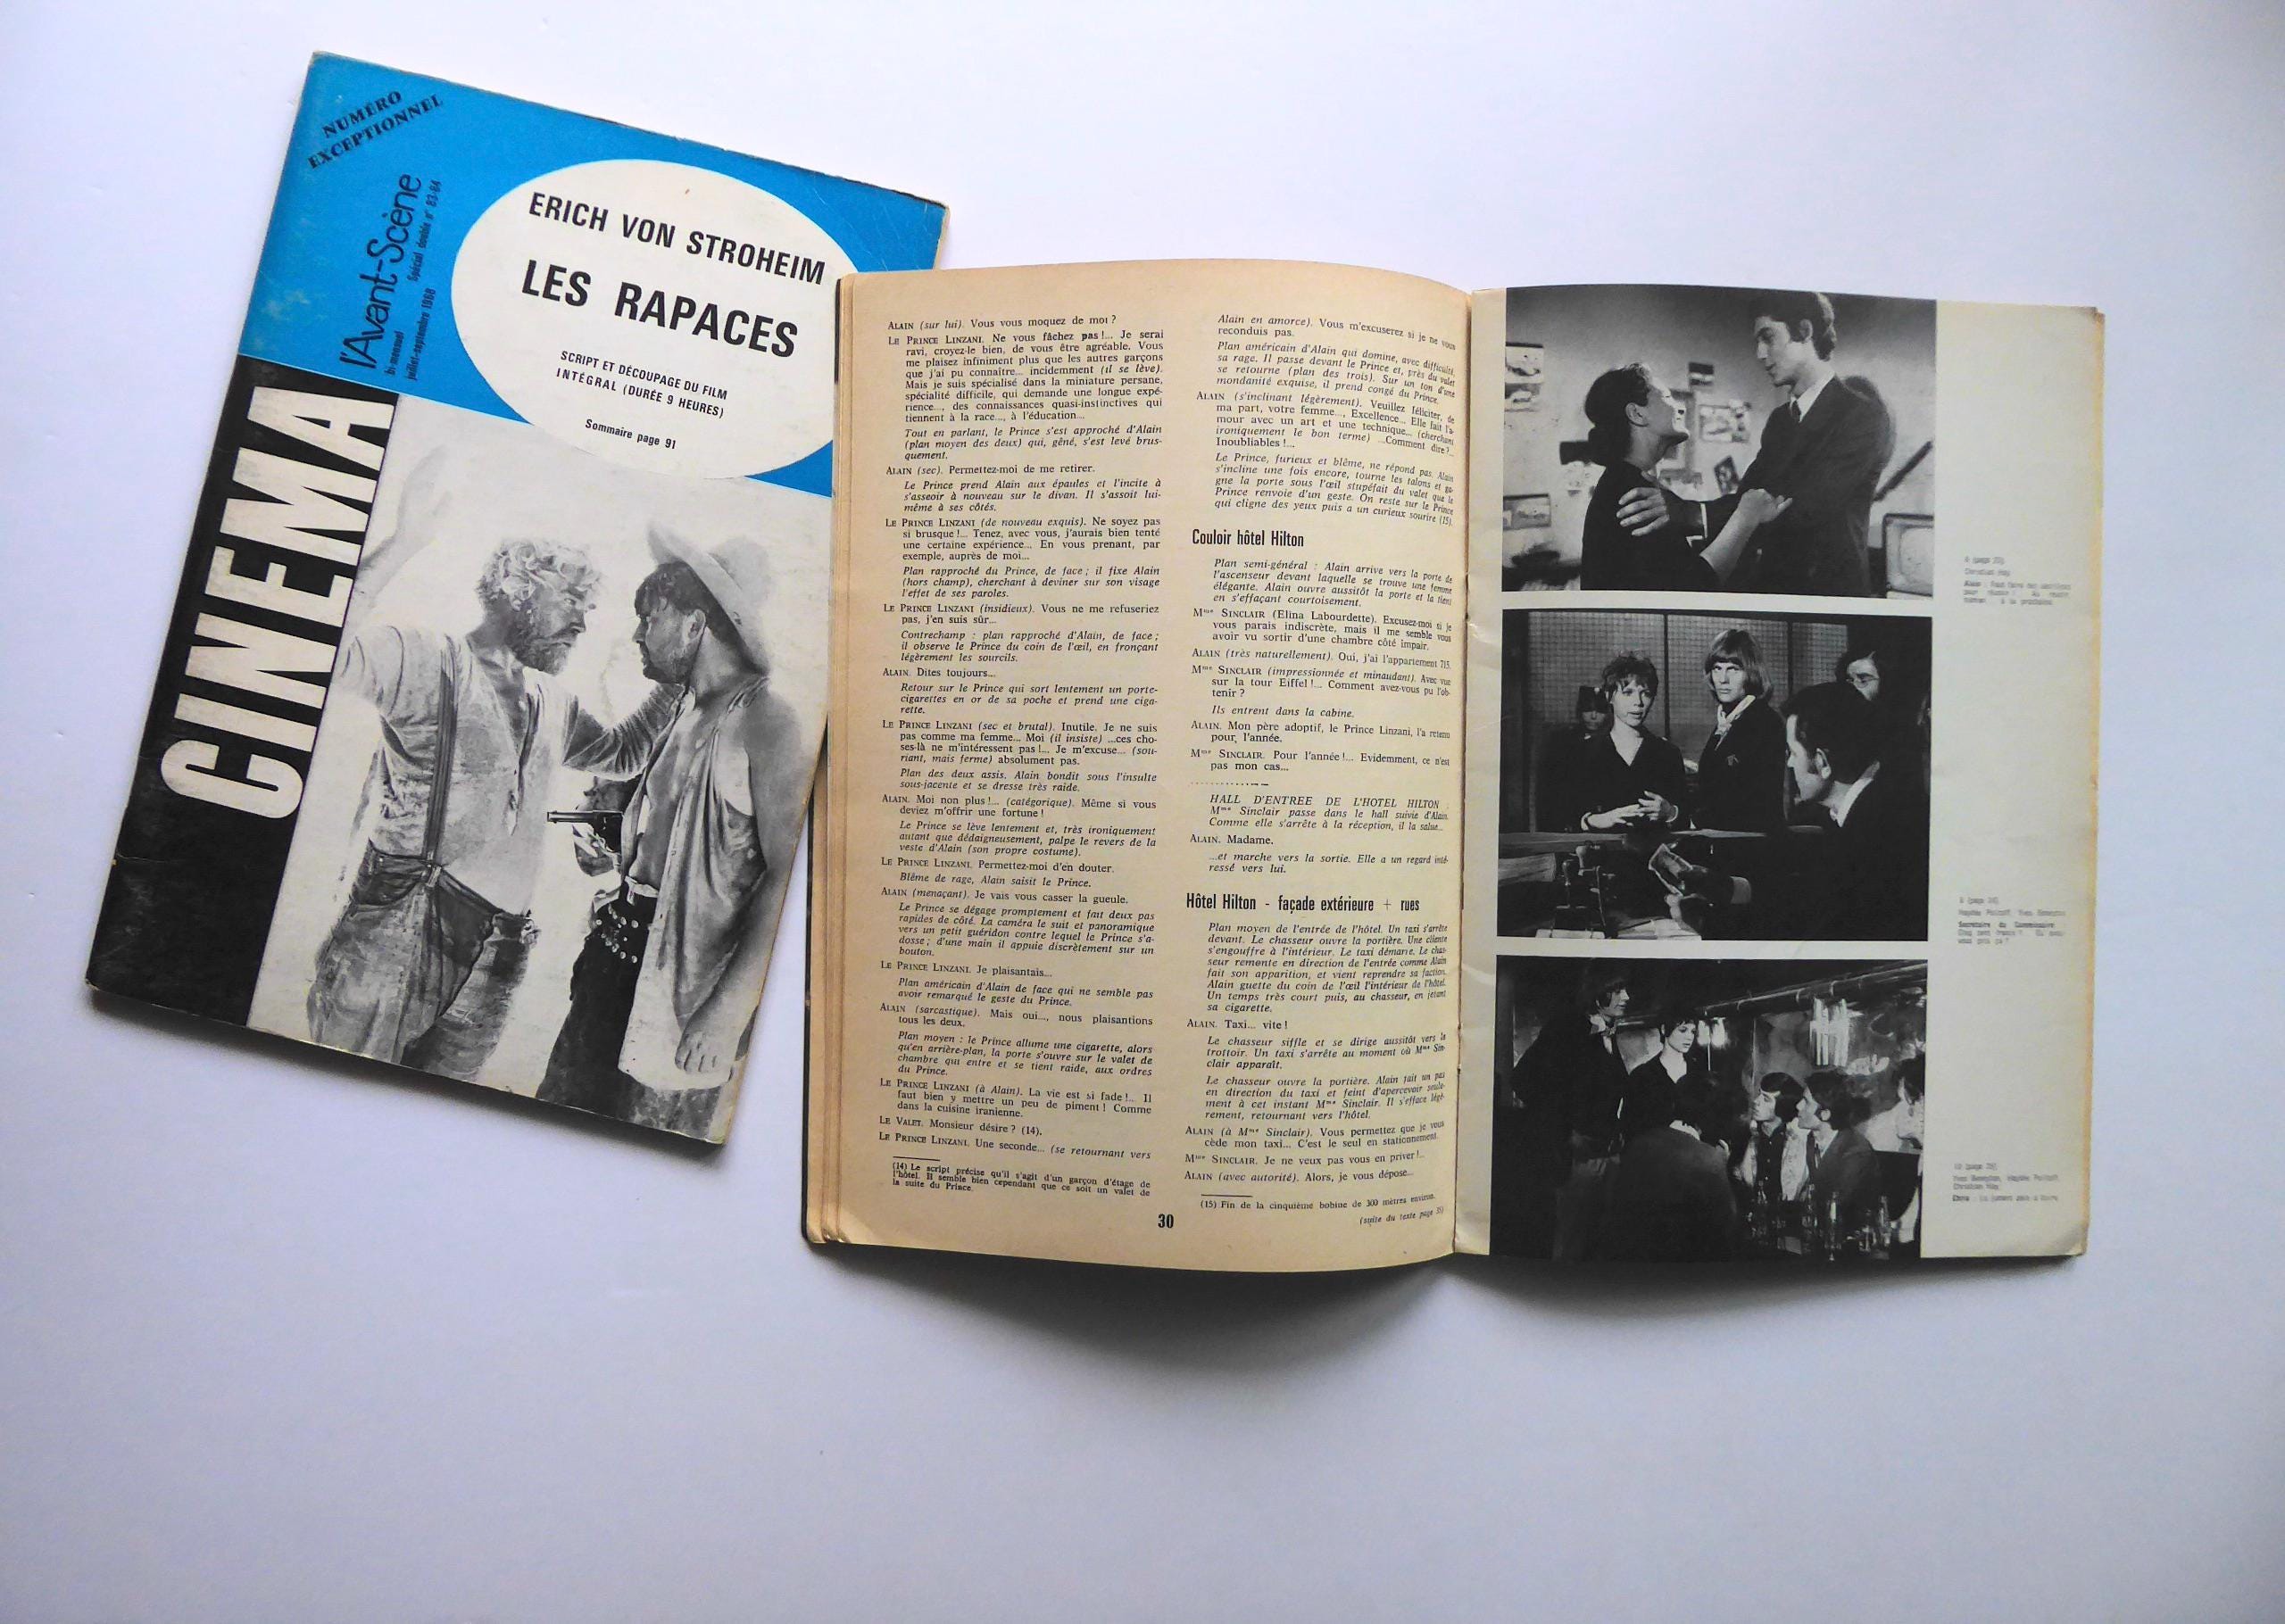 NUMÉRO
EXCEPTIONNEL
l'Avant-Scène
bi-mensuel
juillet-septembre 1968 Spécial double n° 83-84
CINEMA
ERICH VON STROHEIM
LES RAPACES
SCRIPT ET DÉCOUPAGE DU FILM
INTÉGRAL (DURÉE 9 HEURES)
Sommaire page 91
ALAIN (sur lui). Vous vous moquez de moi ?
LE PRINCE LINZANI. Ne vous fâchez pas !... Je serai
ravi, croyez-le bien, de vous être agréable. Vous
me plaisez infiniment plus que les autres garçons
que j'ai pu connaître... incidemment (il se lève).
Mais je suis spécialisé dans la miniature persane,
spécialité difficile, qui demande une longue expé-
rience..., des connaissances quasi-instinctives qui
tiennent à la race..., à l'éducation...
Tout en parlant, le Prince s'est approché d'Alain
(plan moyen des deux) qui, gêné, s'est levé brus-
quement.
ALAIN (sec). Permettez-moi de me retirer.
Le Prince prend Alain aux épaules et l'incite à
s'asseoir à nouveau sur le divan. Il s'assoit lui-
même à ses côtés.
LE PRINCE LINZANI (de nouveau exquis). Ne soyez pas
si brusque !... Tenez, avec vous, j'aurais bien tenté
une certaine expérience... En vous prenant, par
exemple, auprès de moi...
Plan rapproché du Prince, de face ; il fixe Alain
(hors champ), cherchant à deviner sur son visage
l'effet de ses paroles.
LE PRINCE LINZANI (insidieux). Vous ne me refuseriez
pas, j'en suis sûr...
Contrechamp : plan rapproché d'Alain, de face ;
il observe le Prince du coin de l'œil, en fronçant
légèrement les sourcils.
ALAIN. Dites toujours...
Retour sur le Prince qui sort lentement un porte-
cigarettes en or de sa poche et prend une ciga-
rette.
LE PRINCE LINZANI (sec et brutal). Inutile. Je ne suis
pas comme ma femme... Moi (il insiste) ...ces cho-
ses-là ne m'intéressent pas !... Je m'excuse... (sou-
riant, mais ferme) absolument pas.
Plan des deux assis. Alain bondit sous l'insulte
sous-jacente et se dresse très raide.
ALAIN. Moi non plus !... (catégorique). Même si vous
deviez m'offrir une fortune !
Le Prince se lève lentement et, très ironiquement
autant que dédaigneusement, palpe le revers de la
veste d'Alain (son propre costume).
LE PRINCE LINZANI. Permettez-moi d'en douter.
Blême de rage, Alain saisit le Prince.
ALAIN (menaçant). Je vais vous casser la gueule.
Le Prince se dégage promptement et fait deux pas
rapides de côté. La caméra le suit et panoramique
vers un petit guéridon contre lequel le Prince s'a-
dosse ; d'une main il appuie discrètement sur un
bouton.
LE PRINCE LINZANI. Je plaisantais...
Plan américain d'Alain de face qui ne semble pas
avoir remarqué le geste du Prince.
ALAIN (sarcastique). Mais oui..., nous plaisantions
tous les deux.
Plan moyen : le Prince allume une cigarette, alors
qu'en arrière-plan, la porte s'ouvre sur le valet de
chambre qui entre et se tient raide, aux ordres
du Prince.
LE PRINCE LINZANI (à Alain). La vie est si fade !... Il
faut bien y mettre un peu de piment ! Comme
dans la cuisine iranienne.
LE VALET. Monsieur désire ? (14).
LE PRINCE LINZANI. Une seconde... (se retournant vers
(14) Le script précise qu'il s'agit d'un garçon d'étage de
l'hôtel. Il semble bien cependant que ce soit un valet de
la suite du Prince.
30
Alain en amorce). Vous m'excuserez si je ne vous
reconduis pas.
Plan américain d'Alain qui domine, avec difficulté,
sa rage. Il passe devant le Prince et, près du valet
se retourne (plan des trois). Sur un ton d'une
mondanité exquise, il prend congé du Prince.
ALAIN (s'inclinant légèrement). Veuillez féliciter, de
ma part, votre femme..., Excellence... Elle fait l'a-
mour avec un art et une technique... (cherchant
ironiquement le bon terme) ...Comment dire ?...
Inoubliables !...
Le Prince, furieux et blême, ne répond pas. Alain
s'incline une fois encore, tourne les talons et ga-
gne la porte sous l'œil stupéfait du valet que le
Prince renvoie d'un geste. On reste sur le Prince
qui cligne des yeux puis a un curieux sourire (15).
Couloir hôtel Hilton
Plan semi-général : Alain arrive vers la porte de
l'ascenseur devant laquelle se trouve une femme
élégante. Alain ouvre aussitôt la porte et la tient
en s'effaçant courtoisement.
Mme SINCLAIR (Elina Labourdette). Excusez-moi si je
vous parais indiscrète, mais il me semble vous
avoir vu sortir d'une chambre côté impair.
ALAIN (très naturellement). Oui, j'ai l'appartement 715.
Mme SINCLAIR (impressionnée et minaudant). Avec vue
sur la tour Eiffel !... Comment avez-vous pu l'ob-
tenir ?
Ils entrent dans la cabine.
ALAIN. Mon père adoptif, le Prince Linzani, l'a retenu
pour, l'année.
Mme SINCLAIR. Pour l'année !... Evidemment, ce n'est
pas mon cas...
HALL D'ENTREE DE L'HOTEL HILTON :
Mme Sinclair passe dans le hall suivie d'Alain.
Comme elle s'arrête à la réception, il la salue...
ALAIN. Madame.
...et marche vers la sortie. Elle a un regard inté-
ressé vers lui.
Hôtel Hilton - façade extérieure + rues
Plan moyen de l'entrée de l'hôtel. Un taxi s'arrête
devant. Le chasseur ouvre la portière. Une cliente
s'engouffre à l'intérieur. Le taxi démare. Le chas-
seur remonte en direction de l'entrée comme Alain
fait son apparition, et vient reprendre sa faction.
Alain guette du coin de l'œil l'intérieur de l'hôtel.
Un temps très court puis, au chasseur, en jetant
sa cigarette.
ALAIN. Taxi... vite !
Le chasseur siffle et se dirige aussitôt vers le
trottoir. Un taxi s'arrête au moment où Mme Sin-
clair apparaît.
Le chasseur ouvre la portière. Alain fait un pas
en direction du taxi et feint d'apercevoir seule-
ment à cet instant Mme Sinclair. Il s'efface légè-
rement, retournant vers l'hôtel.
ALAIN (à Mme Sinclair). Vous permettez que je vous
cède mon taxi... C'est le seul en stationnement.
Mme SINCLAIR. Je ne veux pas vous en priver !...
ALAIN (avec autorité). Alors, je vous dépose...
(15) Fin de la cinquième bobine de 300 mètres environ.
(suite du texte page 35)
Christian Hay
Haydée Politoff, Yves Beneyton
Secrétaire du Commissaire
Yves Beneyton, Haydée Politoff,
Christian Hay